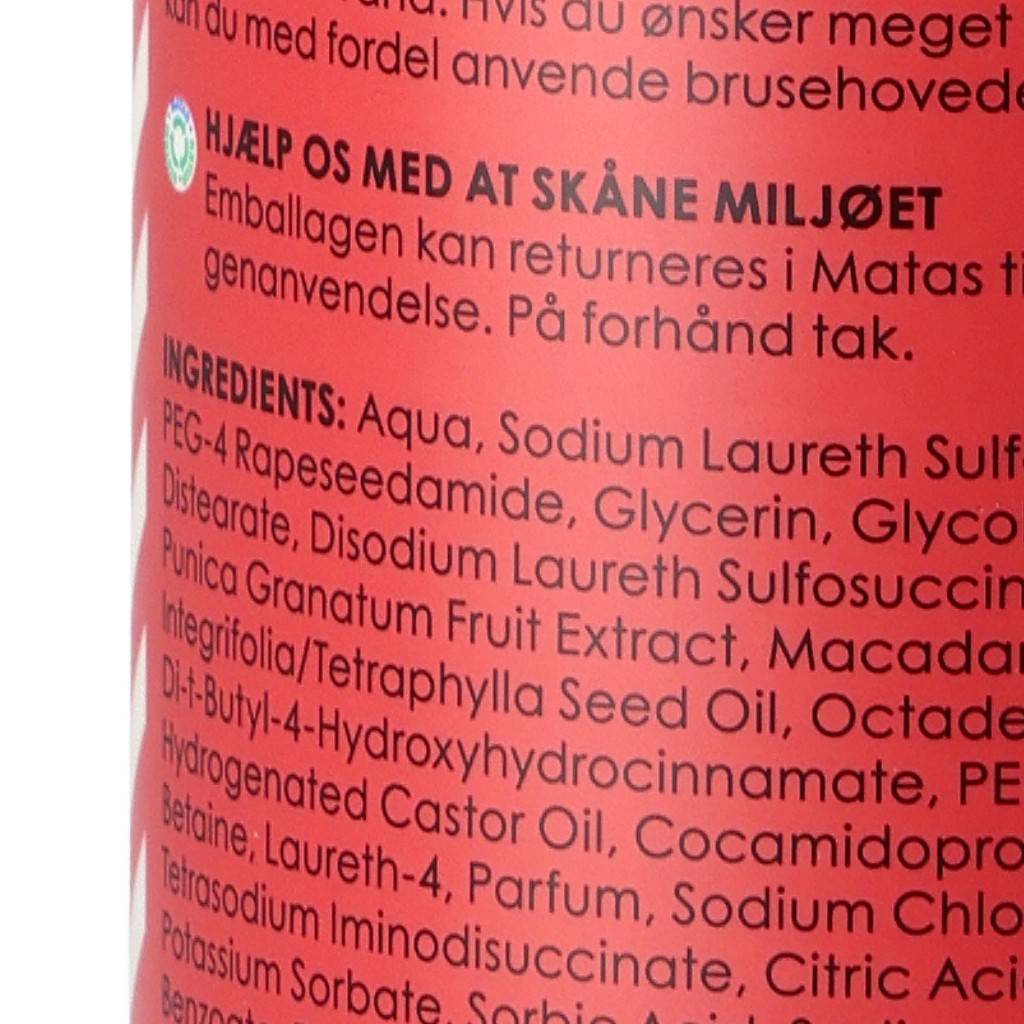 Hvis du ønsker meget
kan du med fordel anvende brusehoved
HJÆLP OS MED AT SKÅNE MILJØET
Emballagen kan returneres i Matas ti
genanvendelse. På forhånd tak.
INGREDIENTS: Aqua, Sodium Laureth Sulf
PEG-4 Rapeseedamide, Glycerin, Glyco
Distearate, Disodium Laureth Sulfosuccin
Punica Granatum Fruit Extract, Macada
Integrifolia/Tetraphylla Seed Oil, Octade
Di-t-Butyl-4-Hydroxyhydrocinnamate, PE
Hydrogenated Castor Oil, Cocamidopro
Betaine, Laureth-4, Parfum, Sodium Chlo
Tetrasodium Iminodisuccinate, Citric Aci
Potassium Sorbate, Sorbic